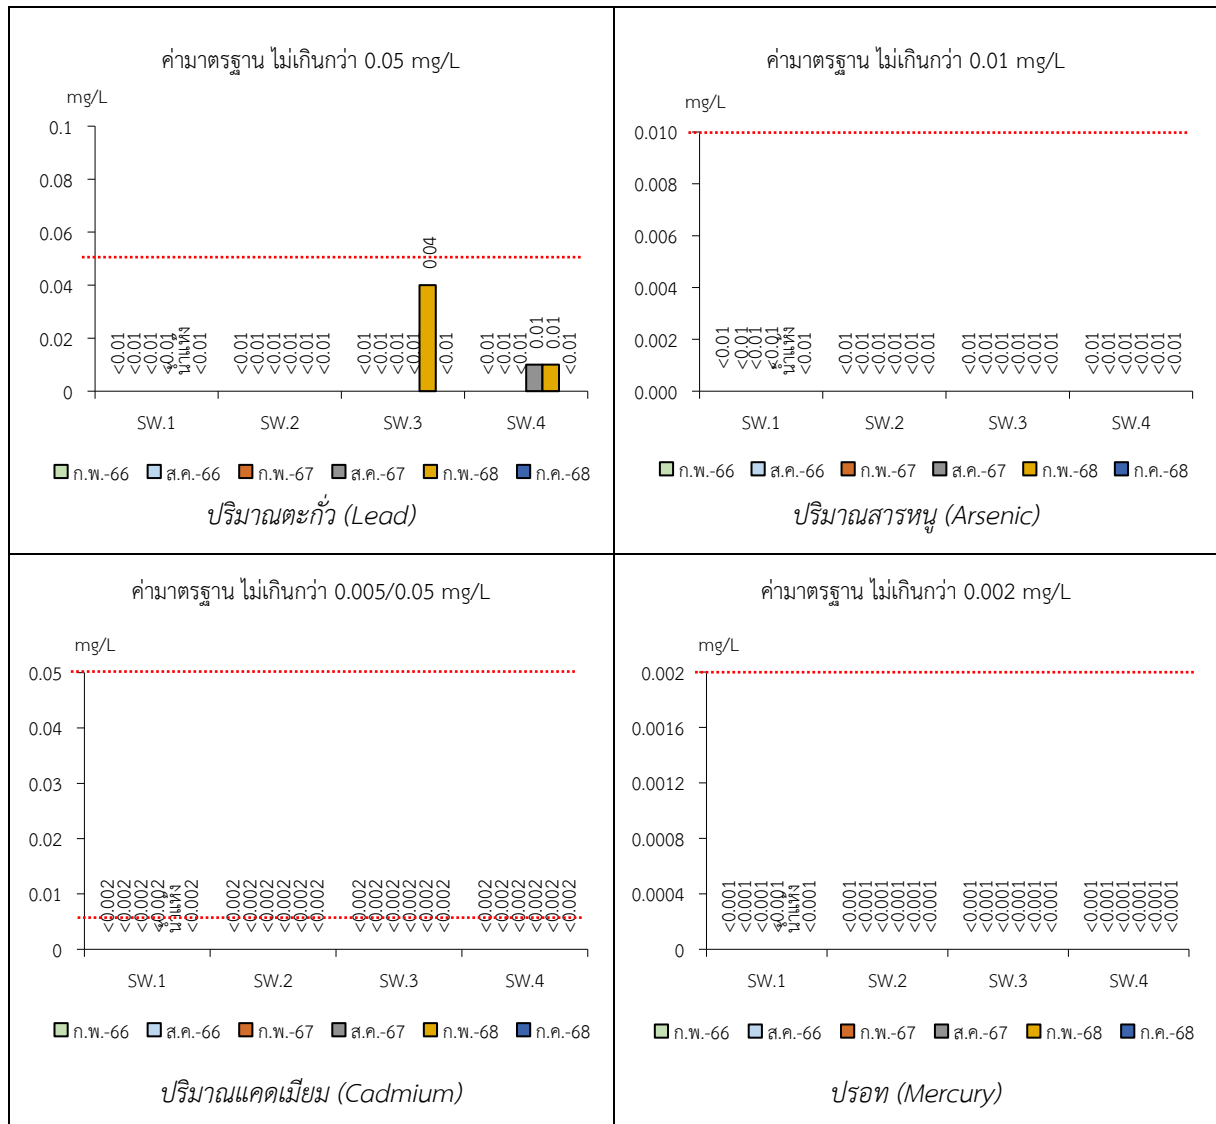 ค่ามาตรฐาน ไม่เกินกว่า 0.05 mg/L
mg/L
0.1
0.08
0.06
0.04
0.02
0
<0.01 <0.01 <0.01 <0.01 น้ำแห้ง <0.01
<0.01 <0.01 <0.01 <0.01 <0.01 <0.01
<0.01 <0.01 <0.01 <0.01 0.04 <0.01
<0.01 <0.01 <0.01 0.01 0.01 <0.01
SW.1 SW.2 SW.3 SW.4
ก.พ.-66 ส.ค.-66 ก.พ.-67 ส.ค.-67 ก.พ.-68 ก.ค.-68
ปริมาณตะกั่ว (Lead)
ค่ามาตรฐาน ไม่เกินกว่า 0.01 mg/L
mg/L
0.010
0.008
0.006
0.004
0.002
0.000
<0.01 <0.01 <0.01 <0.01 น้ำแห้ง <0.01
<0.01 <0.01 <0.01 <0.01 <0.01 <0.01
<0.01 <0.01 <0.01 <0.01 <0.01 <0.01
<0.01 <0.01 <0.01 <0.01 <0.01 <0.01
SW.1 SW.2 SW.3 SW.4
ก.พ.-66 ส.ค.-66 ก.พ.-67 ส.ค.-67 ก.พ.-68 ก.ค.-68
ปริมาณสารหนู (Arsenic)
ค่ามาตรฐาน ไม่เกินกว่า 0.005/0.05 mg/L
mg/L
0.05
0.04
0.03
0.02
0.01
0
<0.002 <0.002 <0.002 <0.002 น้ำแห้ง <0.002
<0.002 <0.002 <0.002 <0.002 <0.002 <0.002
<0.002 <0.002 <0.002 <0.002 <0.002 <0.002
<0.002 <0.002 <0.002 <0.002 <0.002 <0.002
SW.1 SW.2 SW.3 SW.4
ก.พ.-66 ส.ค.-66 ก.พ.-67 ส.ค.-67 ก.พ.-68 ก.ค.-68
ปริมาณแคดเมียม (Cadmium)
ค่ามาตรฐาน ไม่เกินกว่า 0.002 mg/L
mg/L
0.002
0.0016
0.0012
0.0008
0.0004
0
<0.001 <0.001 <0.001 <0.001 น้ำแห้ง <0.001
<0.001 <0.001 <0.001 <0.001 <0.001 <0.001
<0.001 <0.001 <0.001 <0.001 <0.001 <0.001
<0.001 <0.001 <0.001 <0.001 <0.001 <0.001
SW.1 SW.2 SW.3 SW.4
ก.พ.-66 ส.ค.-66 ก.พ.-67 ส.ค.-67 ก.พ.-68 ก.ค.-68
ปรอท (Mercury)